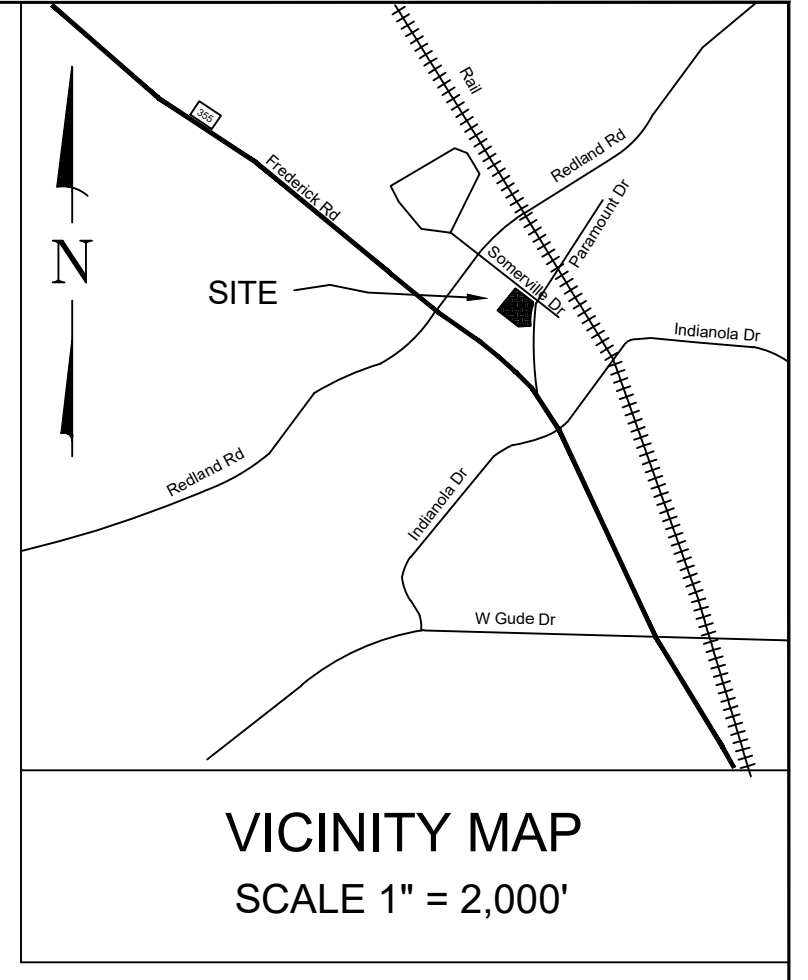 Rail
355
Redland Rd
Frederick Rd
Paramount Dr
N
Somerville Dr
SITE
Indianola Dr
Redland Rd
Indianola Dr
W Gude Dr
VICINITY MAP
SCALE 1" = 2,000'